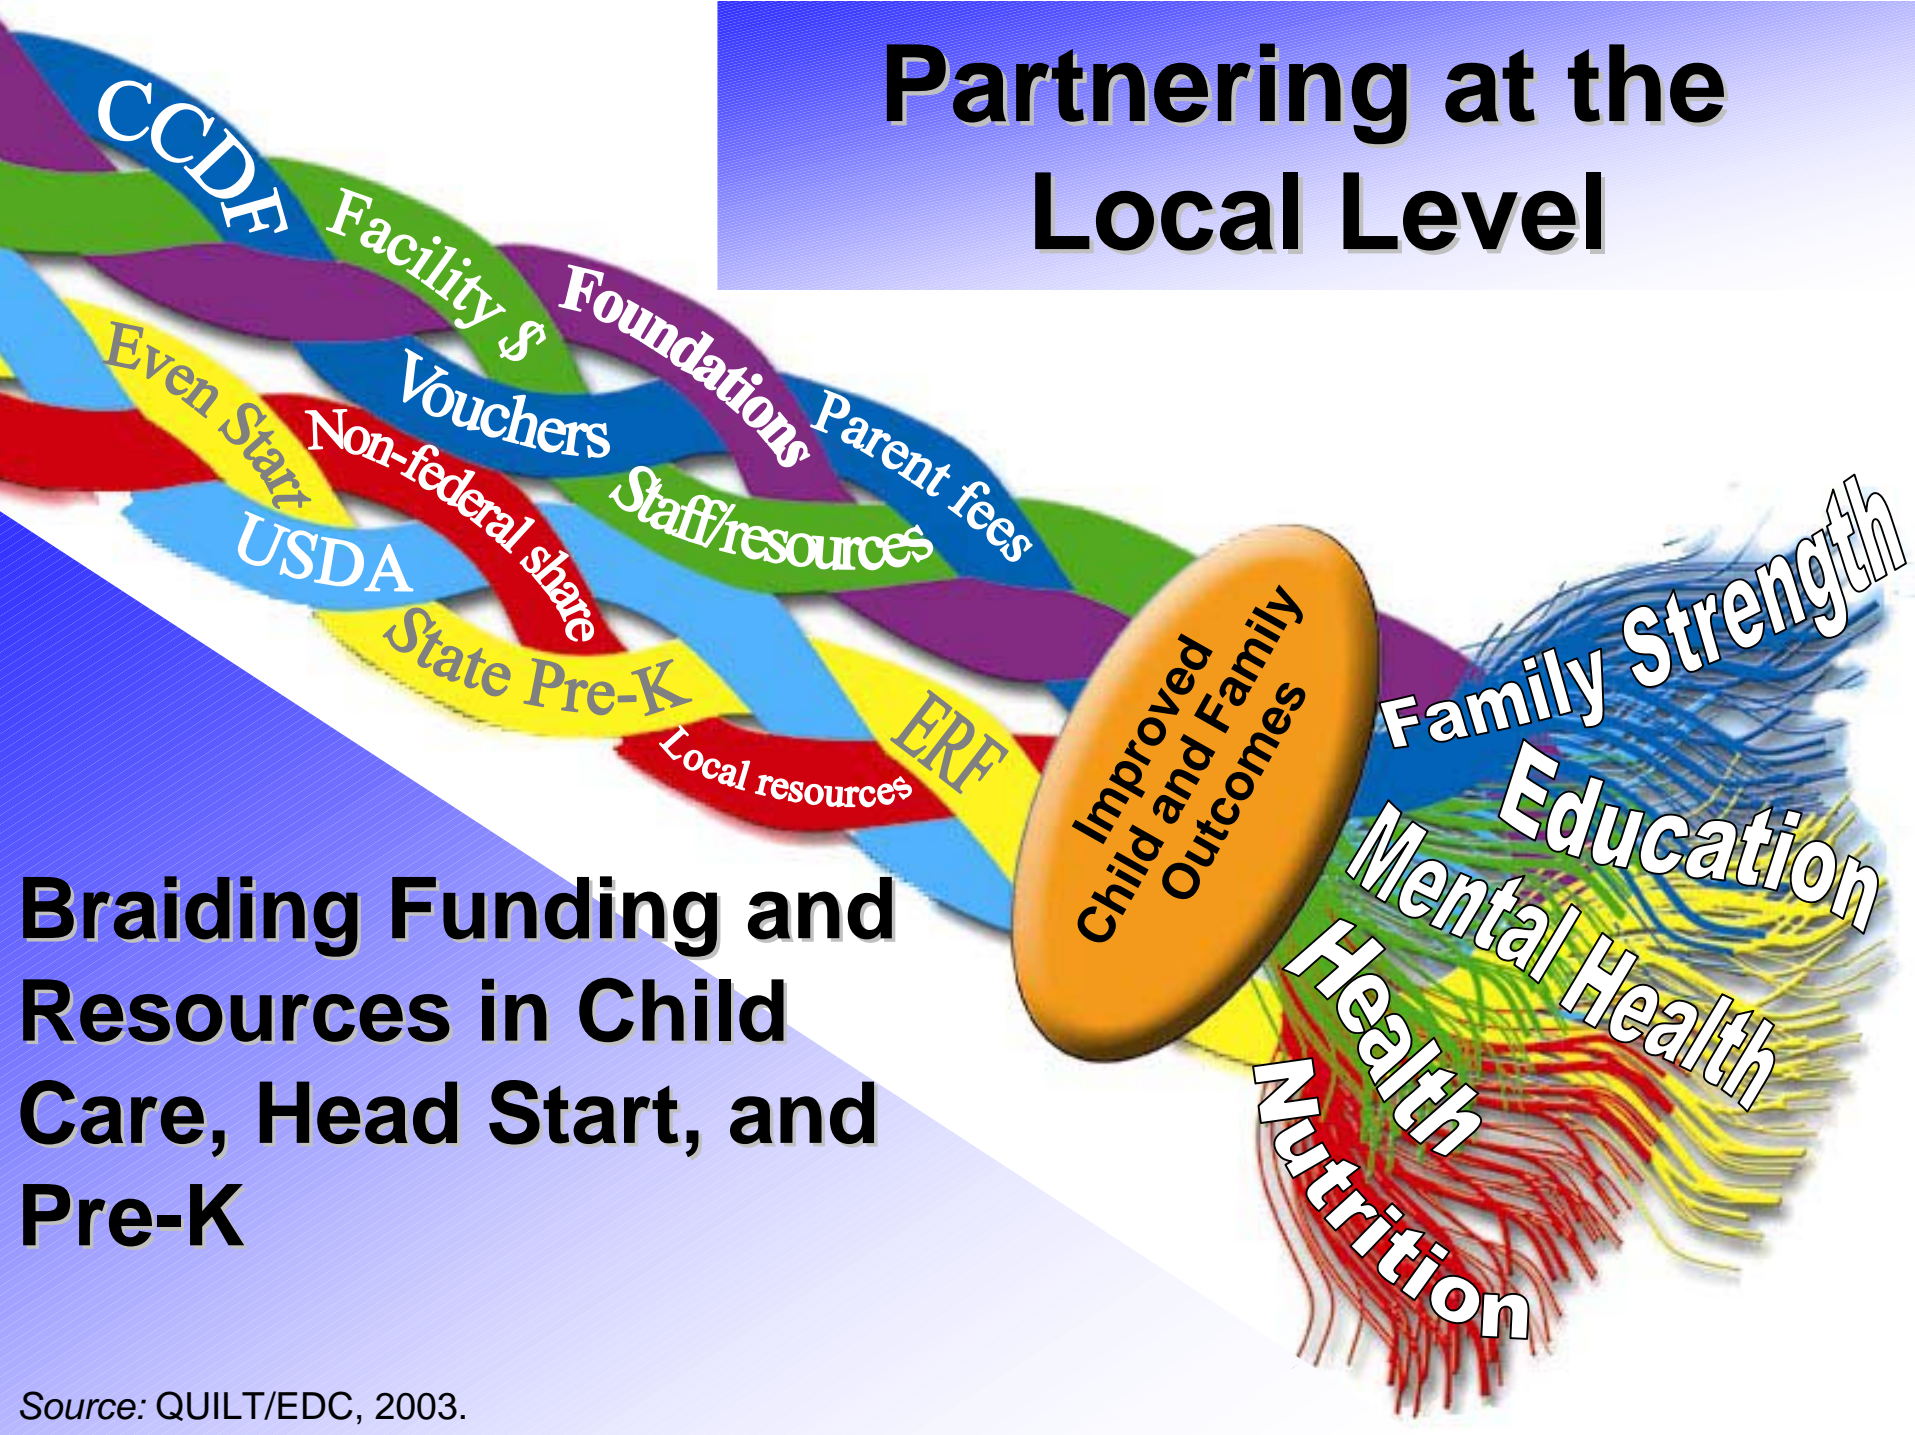 Partnering at the
Local Level
CCDF
Facility $
Foundations
Even Start
Vouchers
Parent fees
Non-federal share
Staff/resources
USDA
State Pre-K
ERF
Local resources
Improved
Child and Family
Outcomes
Family Strength
Education
Mental Health
Health
Nutrition
Braiding Funding and
Resources in Child
Care, Head Start, and
Pre-K
Source: QUILT/EDC, 2003.